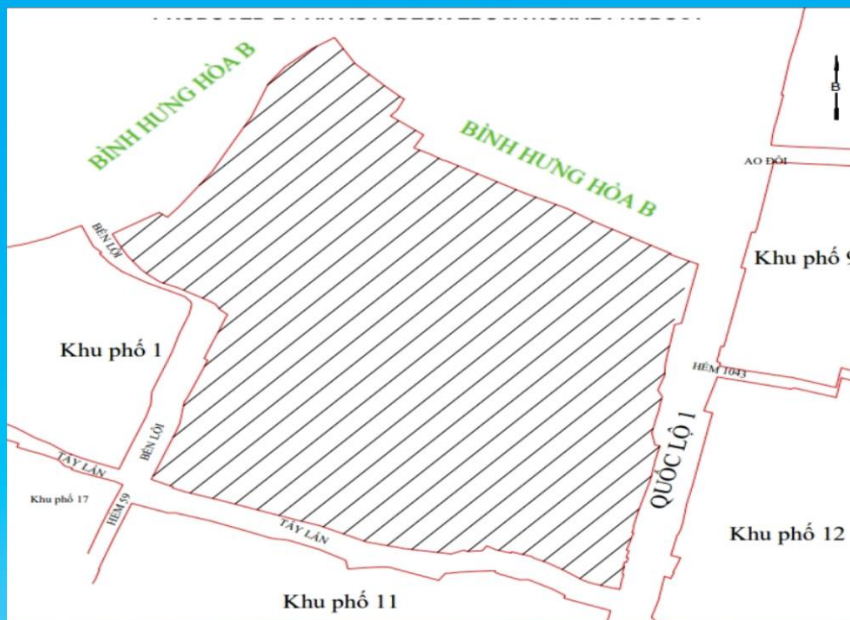 BÌNH HƯNG HÒA B
BÌNH HƯNG HÒA B
B
AO ĐÔI
BẾN LỘI
Khu phố 9
Khu phố 1
HẺM 1043
BẾN LỘI
QUỐC LỘ 1
TÂY LÂN
Khu phố 17
HẺM 59
TÂY LÂN
Khu phố 12
Khu phố 11